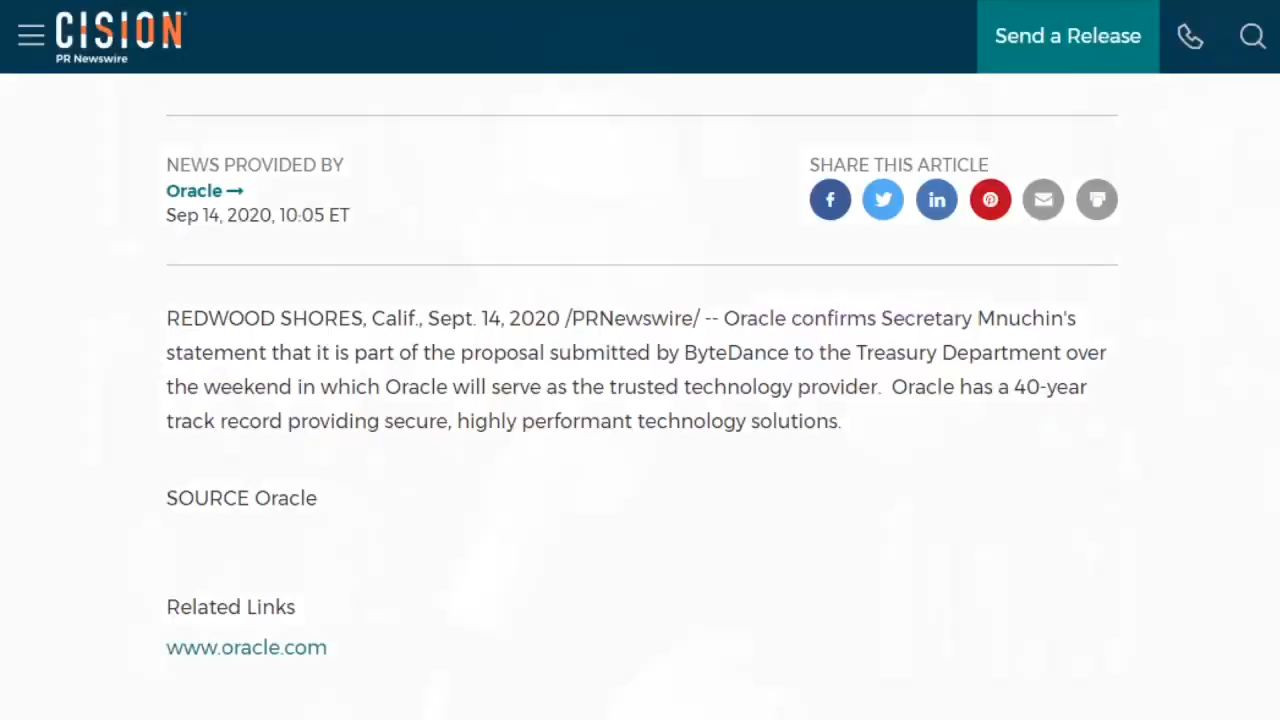 CISION
PR Newswire
Send a Release
NEWS PROVIDED BY
Oracle
Sep 14, 2020, 10:05 ET
SHARE THIS ARTICLE
REDWOOD SHORES, Calif., Sept. 14, 2020 /PRNewswire/ -- Oracle confirms Secretary Mnuchin's
statement that it is part of the proposal submitted by ByteDance to the Treasury Department over
the weekend in which Oracle will serve as the trusted technology provider.  Oracle has a 40-year
track record providing secure, highly performant technology solutions.
SOURCE Oracle
Related Links
www.oracle.com